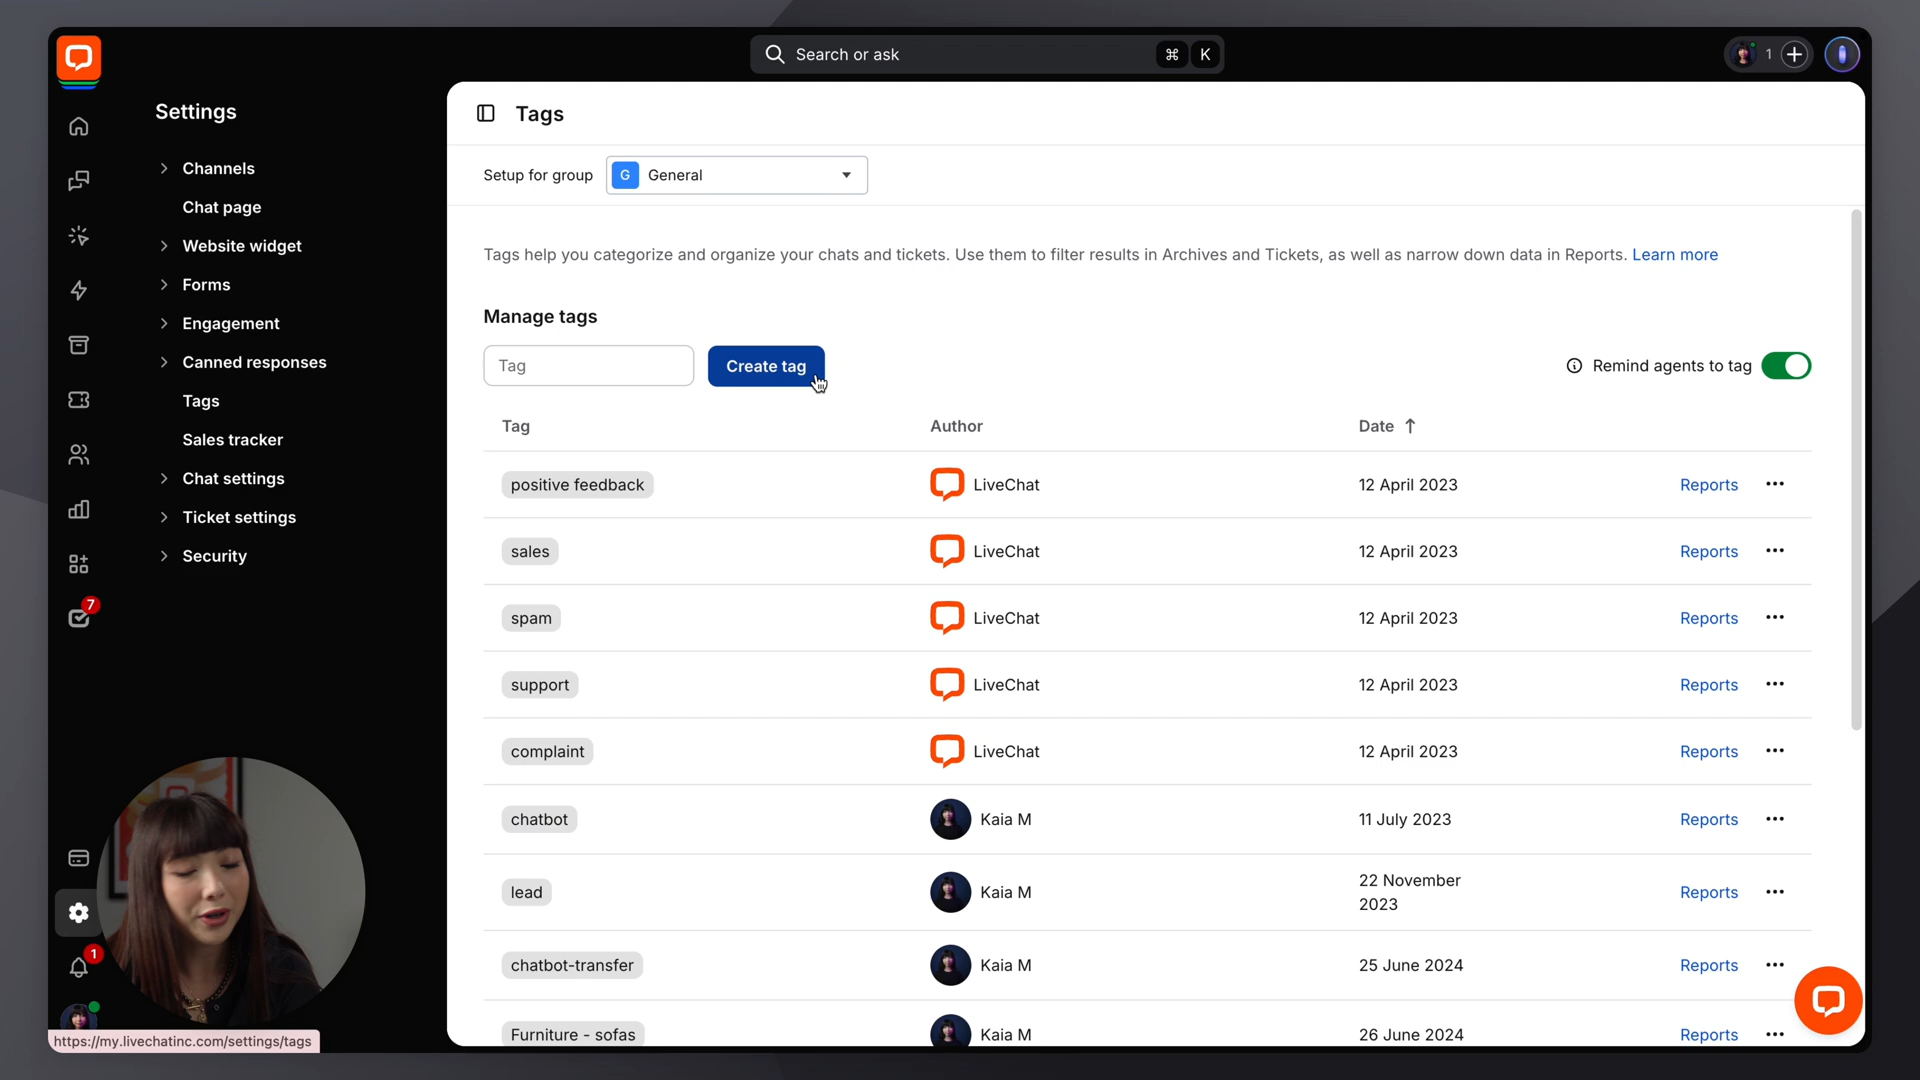 Search or ask
⌘ K
1
Settings
Channels
Chat page
Website widget
Forms
Engagement
Canned responses
Tags
Sales tracker
Chat settings
Ticket settings
Security
7
1
https://my.livechatinc.com/settings/tags
Tags
Setup for group G General
Tags help you categorize and organize your chats and tickets. Use them to filter results in Archives and Tickets, as well as narrow down data in Reports. Learn more
Manage tags
Tag Create tag Remind agents to tag
Tag Author Date ↑
positive feedback LiveChat 12 April 2023 Reports
sales LiveChat 12 April 2023 Reports
spam LiveChat 12 April 2023 Reports
support LiveChat 12 April 2023 Reports
complaint LiveChat 12 April 2023 Reports
chatbot Kaia M 11 July 2023 Reports
lead Kaia M 22 November
2023 Reports
chatbot-transfer Kaia M 25 June 2024 Reports
Furniture - sofas Kaia M 26 June 2024 Reports